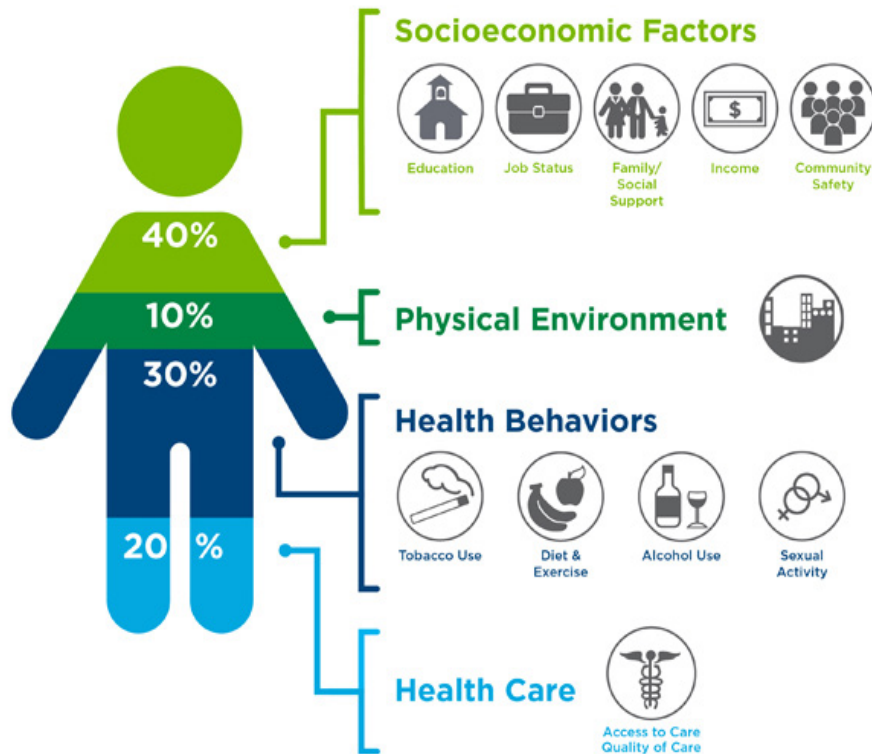 Socioeconomic Factors
$
Education
Job Status
Family/
Social
Support
Income
Community
Safety
40%
10%
Physical Environment
30%
Health Behaviors
Tobacco Use
Diet &
Exercise
Alcohol Use
Sexual
Activity
20 %
Health Care
Access to Care
Quality of Care